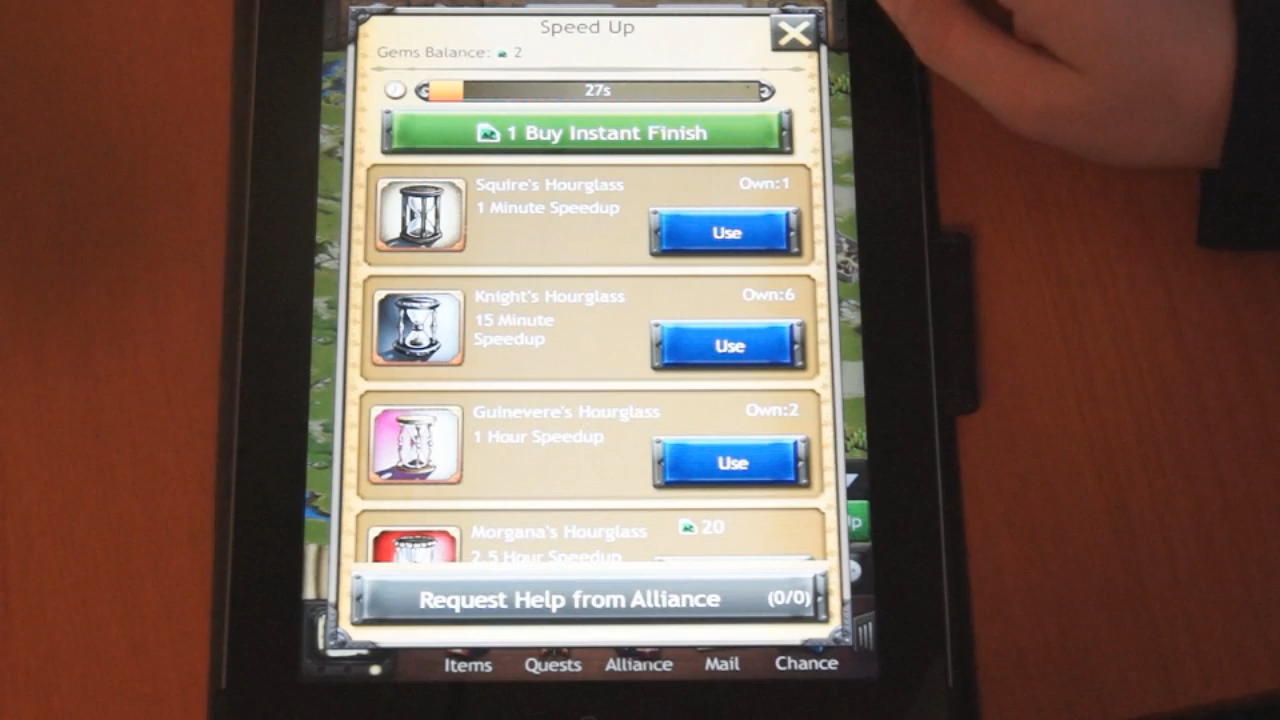 Speed Up
Gems Balance: 2
27s
1 Buy Instant Finish
Squire's Hourglass
Own:1
1 Minute Speedup
Use
Knight's Hourglass
Own:6
15 Minute
Speedup
Use
Guinevere's Hourglass
Own:2
1 Hour Speedup
Use
Morgana's Hourglass
20
2.5 Hour Speedup
lp
Request Help from Alliance (0/0)
Items Quests Alliance Mail Chance